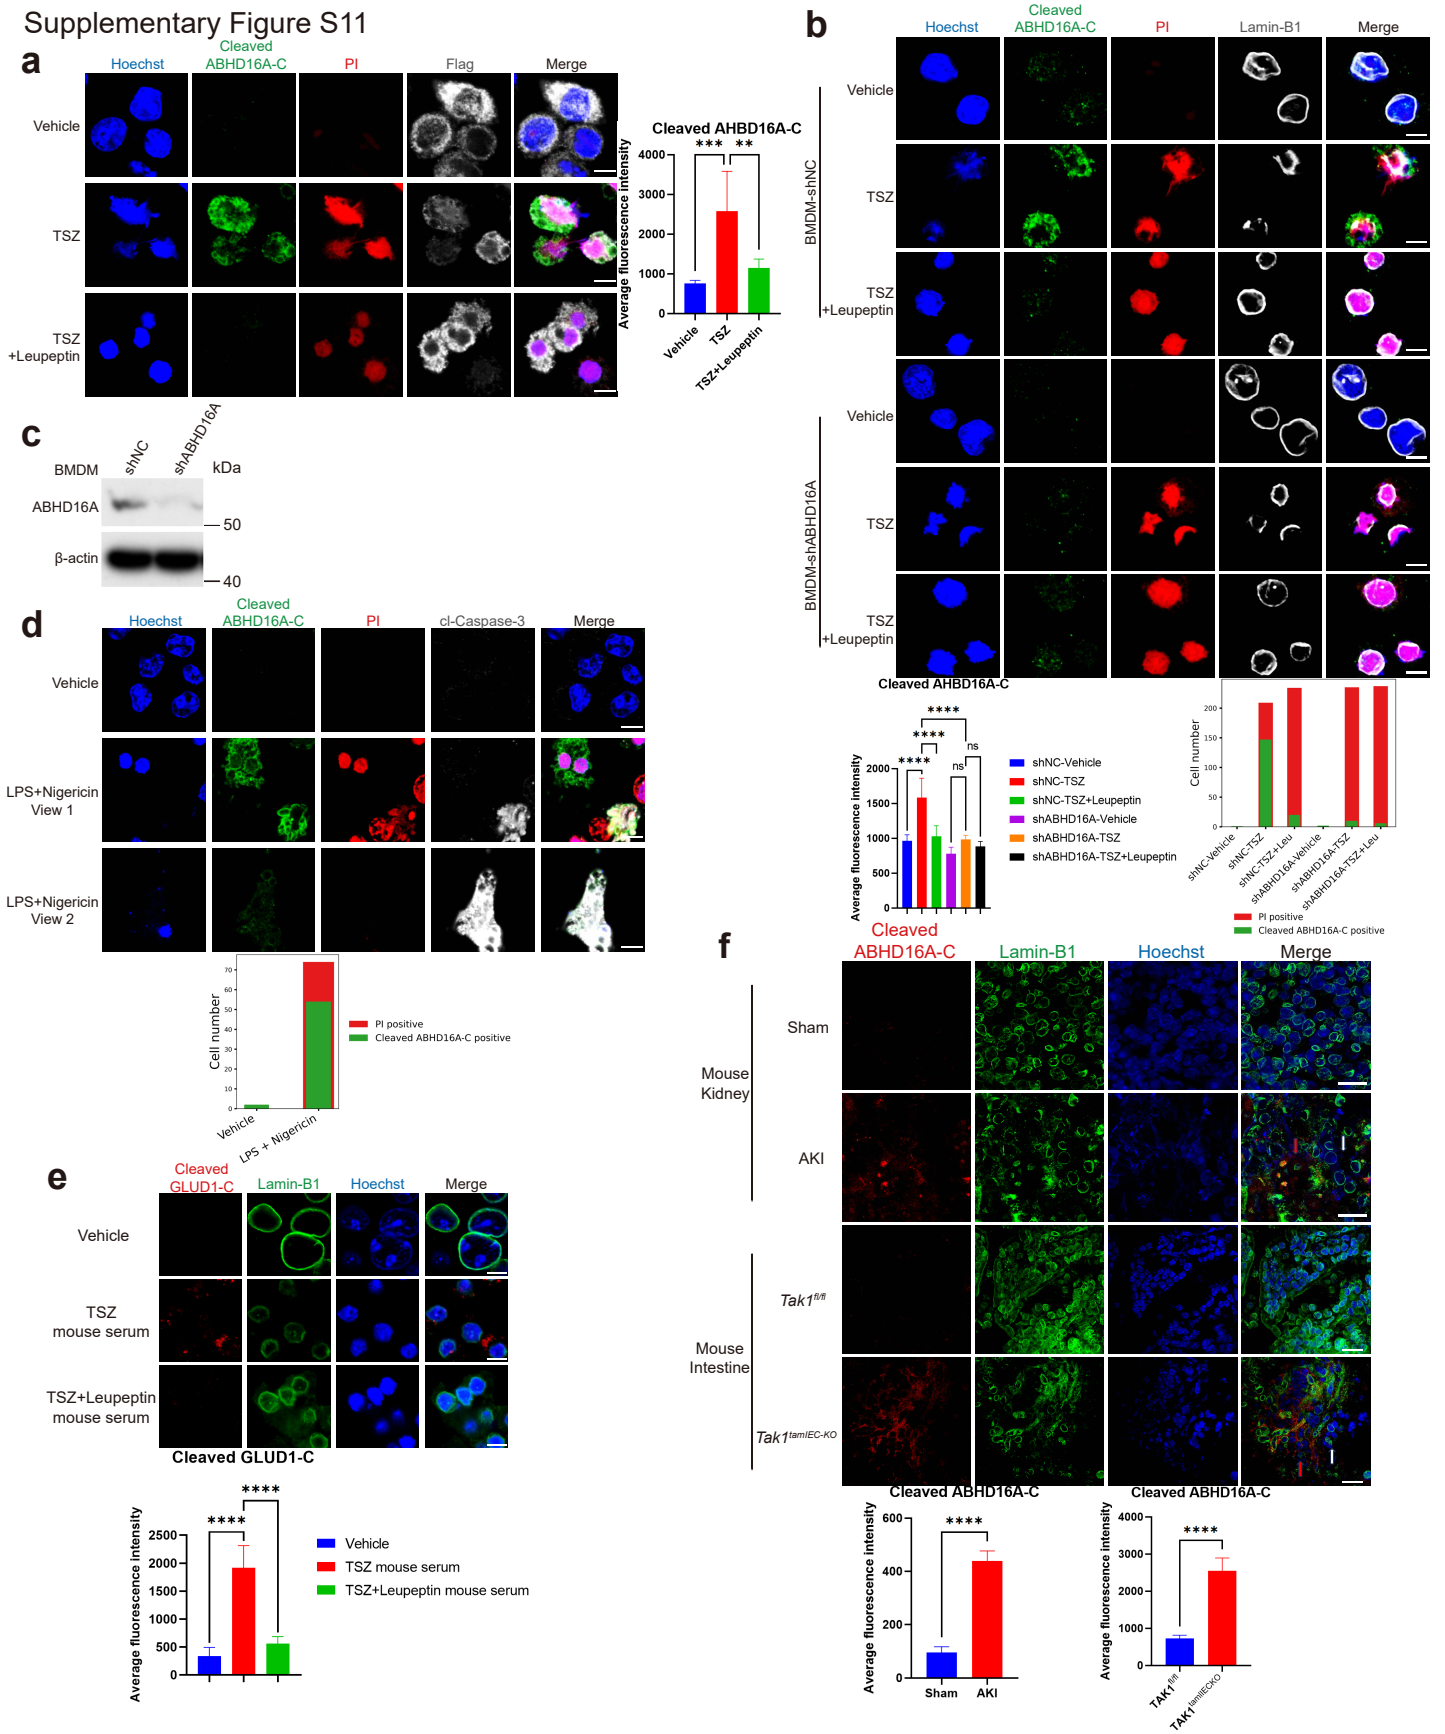 Supplementary Figure S11
a
Hoechst
Cleaved
ABHD16A-C
PI
Flag
Merge
Vehicle
TSZ
TSZ
+Leupeptin
Cleaved AHBD16A-C
*** **
Average fluorescence intensity
4000
3000
2000
1000
0
Vehicle
TSZ
TSZ+Leupeptin
b
Hoechst
Cleaved
ABHD16A-C
PI
Lamin-B1
Merge
BMDM-shNC
Vehicle
TSZ
TSZ
+Leupeptin
BMDM-shABHD16A
Vehicle
TSZ
TSZ
+Leupeptin
Cleaved AHBD16A-C
Average fluorescence intensity
2000
1500
1000
500
0
****
****
****
ns
ns
shNC-Vehicle
shNC-TSZ
shNC-TSZ+Leupeptin
shABHD16A-Vehicle
shABHD16A-TSZ
shABHD16A-TSZ+Leupeptin
Cell number
200
150
100
50
0
shNC-Vehicle
shNC-TSZ
shNC-TSZ+Leu
shABHD16A-Vehicle
shABHD16A-TSZ
shABHD16A-TSZ+Leu
PI positive
Cleaved ABHD16A-C positive
c
BMDM
shNC
shABHD16A
kDa
ABHD16A
50
β-actin
40
d
Hoechst
Cleaved
ABHD16A-C
PI
cl-Caspase-3
Merge
Vehicle
LPS+Nigericin
View 1
LPS+Nigericin
View 2
Cell number
70
60
50
40
30
20
10
0
Vehicle
LPS + Nigericin
PI positive
Cleaved ABHD16A-C positive
e
Cleaved
GLUD1-C
Lamin-B1
Hoechst
Merge
Vehicle
TSZ
mouse serum
TSZ+Leupeptin
mouse serum
Cleaved GLUD1-C
Average fluorescence intensity
2500
2000
1500
1000
500
0
****
****
Vehicle
TSZ mouse serum
TSZ+Leupeptin mouse serum
f
Cleaved
ABHD16A-C
Lamin-B1
Hoechst
Merge
Mouse
Kidney
Sham
AKI
Mouse
Intestine
Tak1fl/fl
Tak1tamIEC-KO
Cleaved ABHD16A-C
Average fluorescence intensity
600
400
200
0
****
Sham
AKI
Cleaved ABHD16A-C
Average fluorescence intensity
4000
3000
2000
1000
0
****
TAK1fl/fl
TAK1tamIIECKO